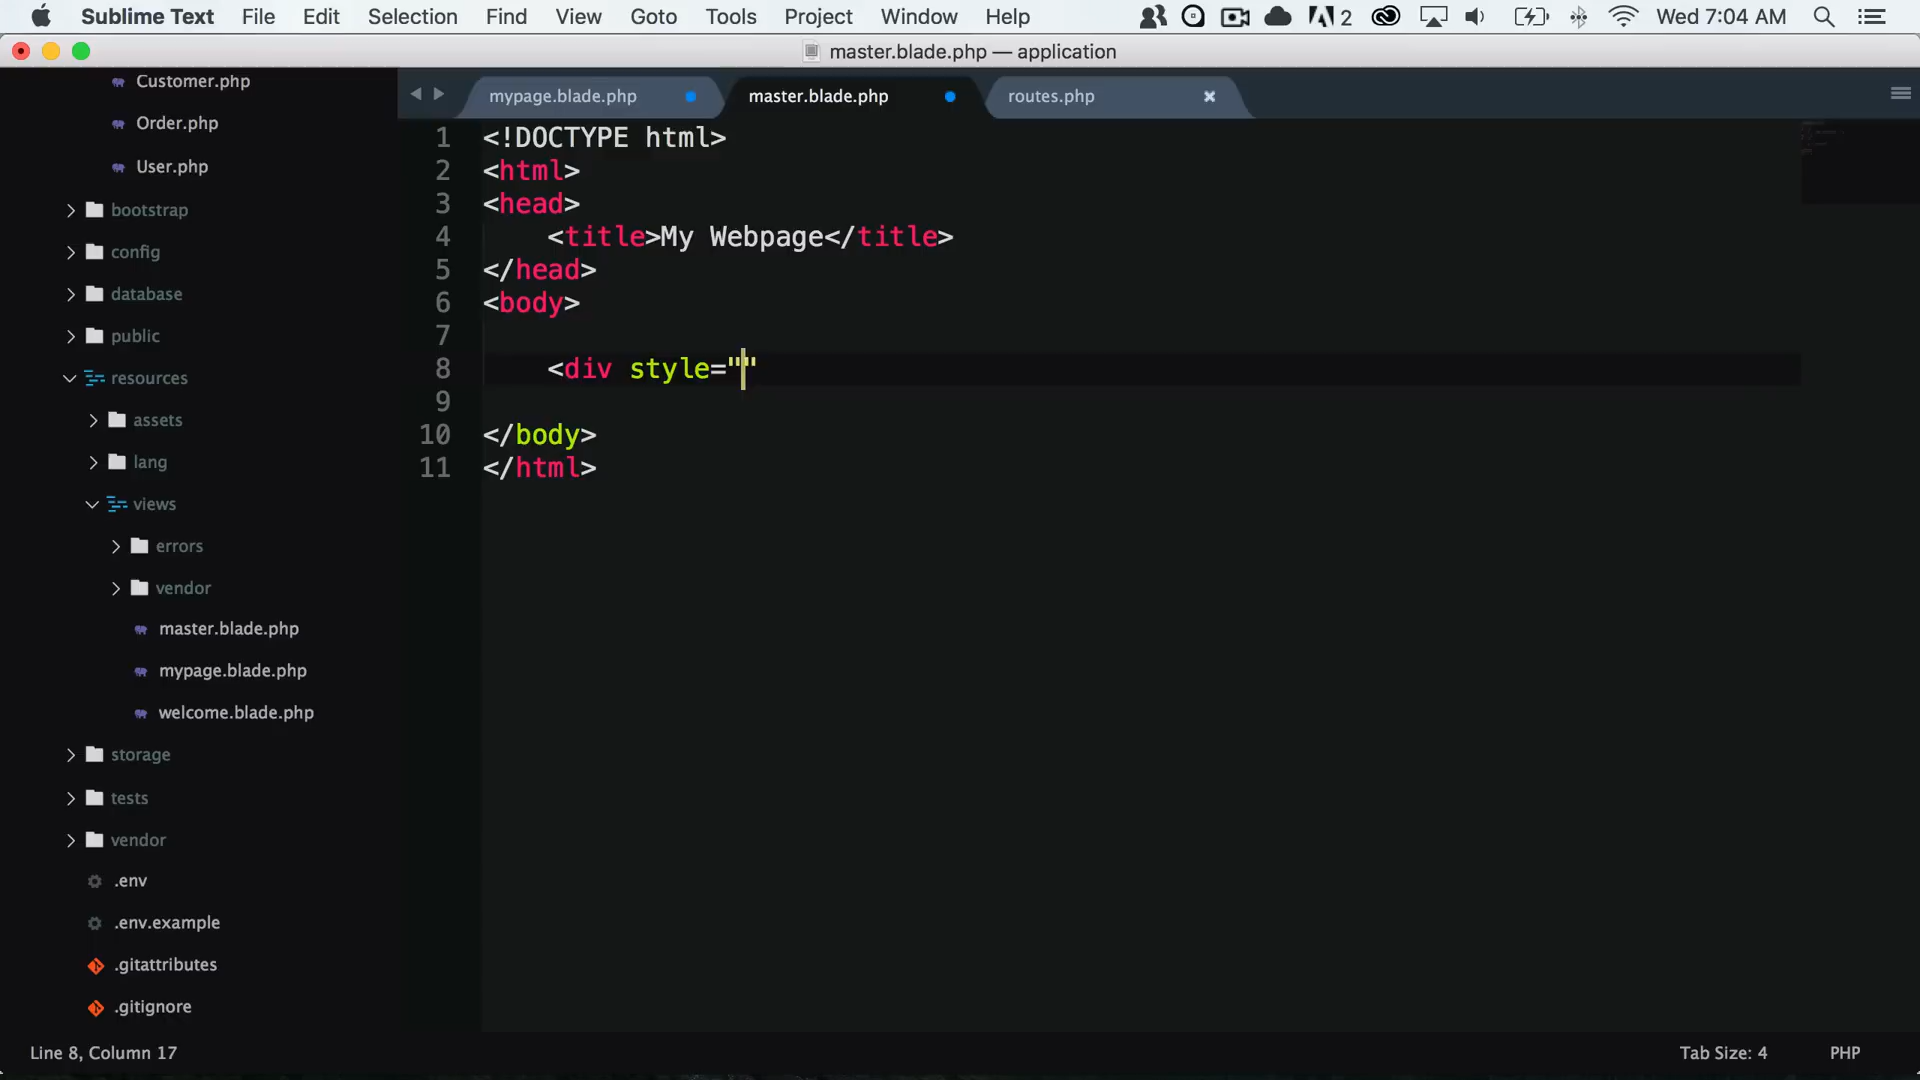 Sublime Text File Edit Selection Find View Goto Tools Project Window Help 2 Wed 7:04 AM
master.blade.php — application
Customer.php
Order.php
User.php
bootstrap
config
database
public
resources
assets
lang
views
errors
vendor
master.blade.php
mypage.blade.php
welcome.blade.php
storage
tests
vendor
.env
.env.example
.gitattributes
.gitignore
mypage.blade.php master.blade.php routes.php
1 <!DOCTYPE html>
2 <html>
3 <head>
4 <title>My Webpage</title>
5 </head>
6 <body>
7
8 <div style=""
9
10 </body>
11 </html>
Line 8, Column 17 Tab Size: 4 PHP